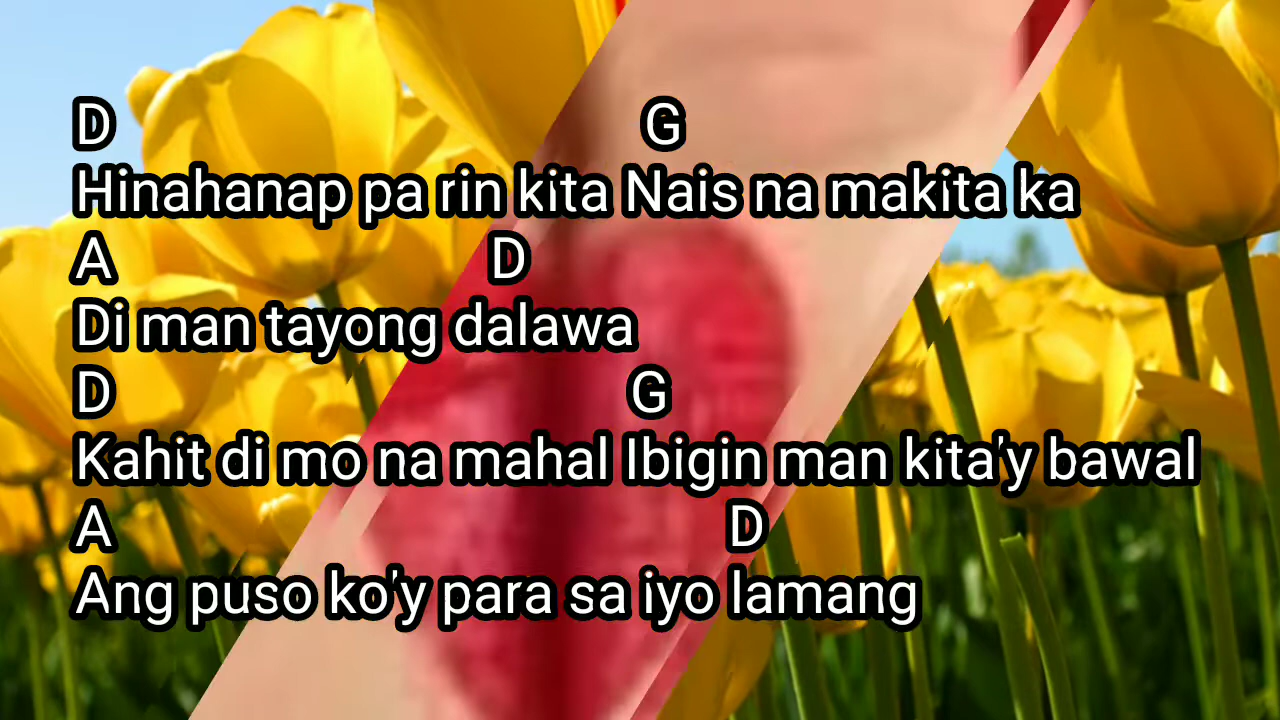 D G
Hinahanap pa rin kita Nais na makita ka
A D
Di man tayong dalawa
D G
Kahit di mo na mahal Ibigin man kita'y bawal
A D
Ang puso ko'y para sa iyo lamang